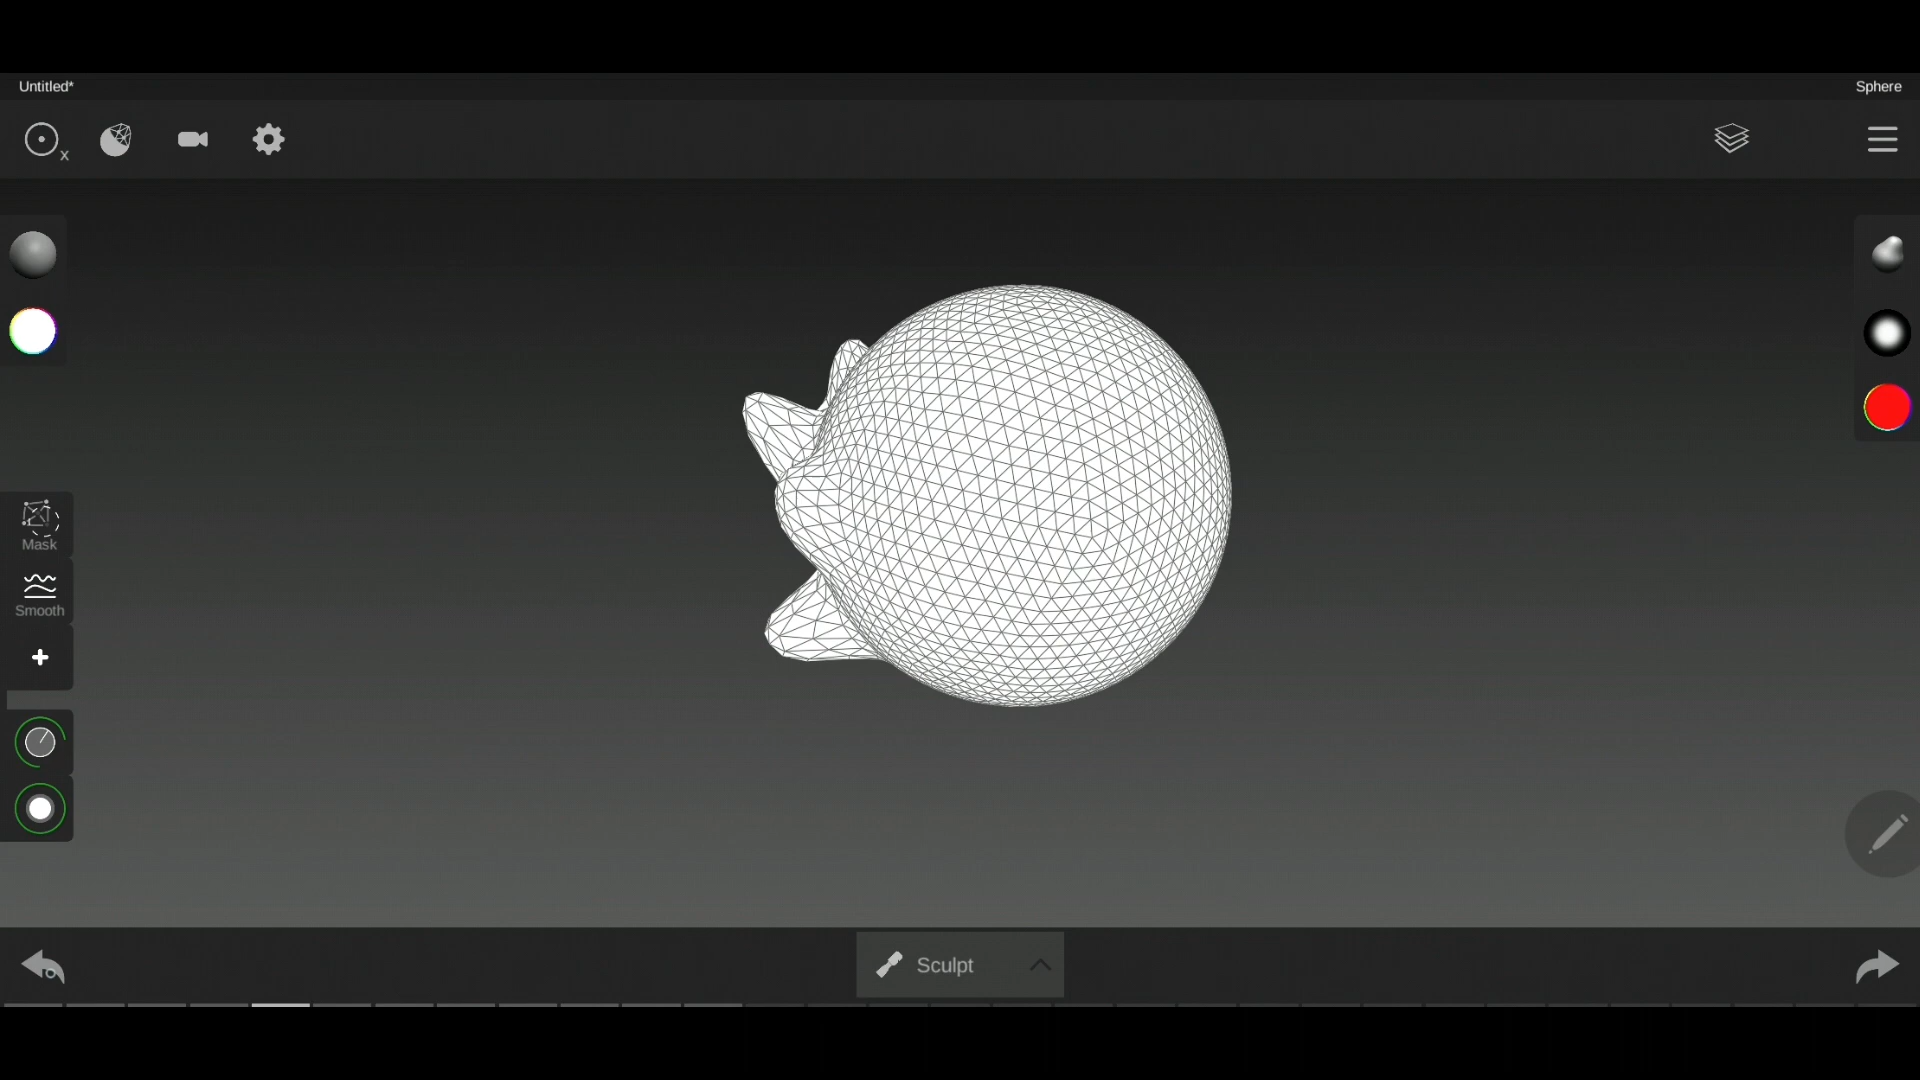 Untitled*
Sphere
x
Mask
Smooth
Sculpt